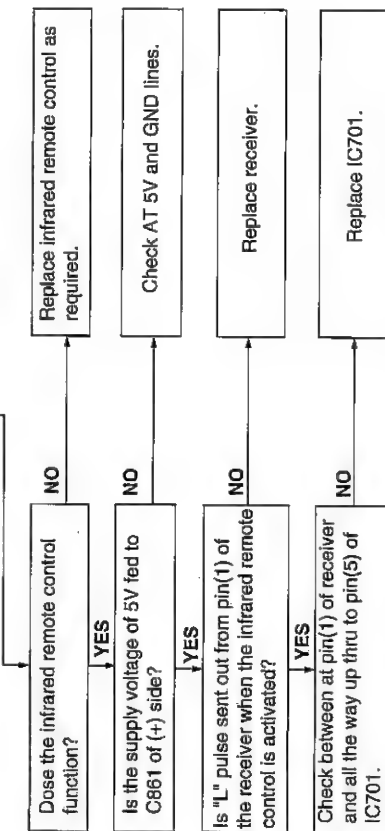 Dose the infrared remote control
function?
NO
Replace infrared remote control as
required.
YES
Is the supply voltage of 5V fed to
C861 of (+) side?
NO
Check AT 5V and GND lines.
YES
Is "L" pulse sent out from pin(1) of
the receiver when the infrared remote
control is activated?
NO
Replace receiver.
YES
Check between at pin(1) of receiver
and all the way up thru to pin(5) of
IC701.
NO
Replace IC701.